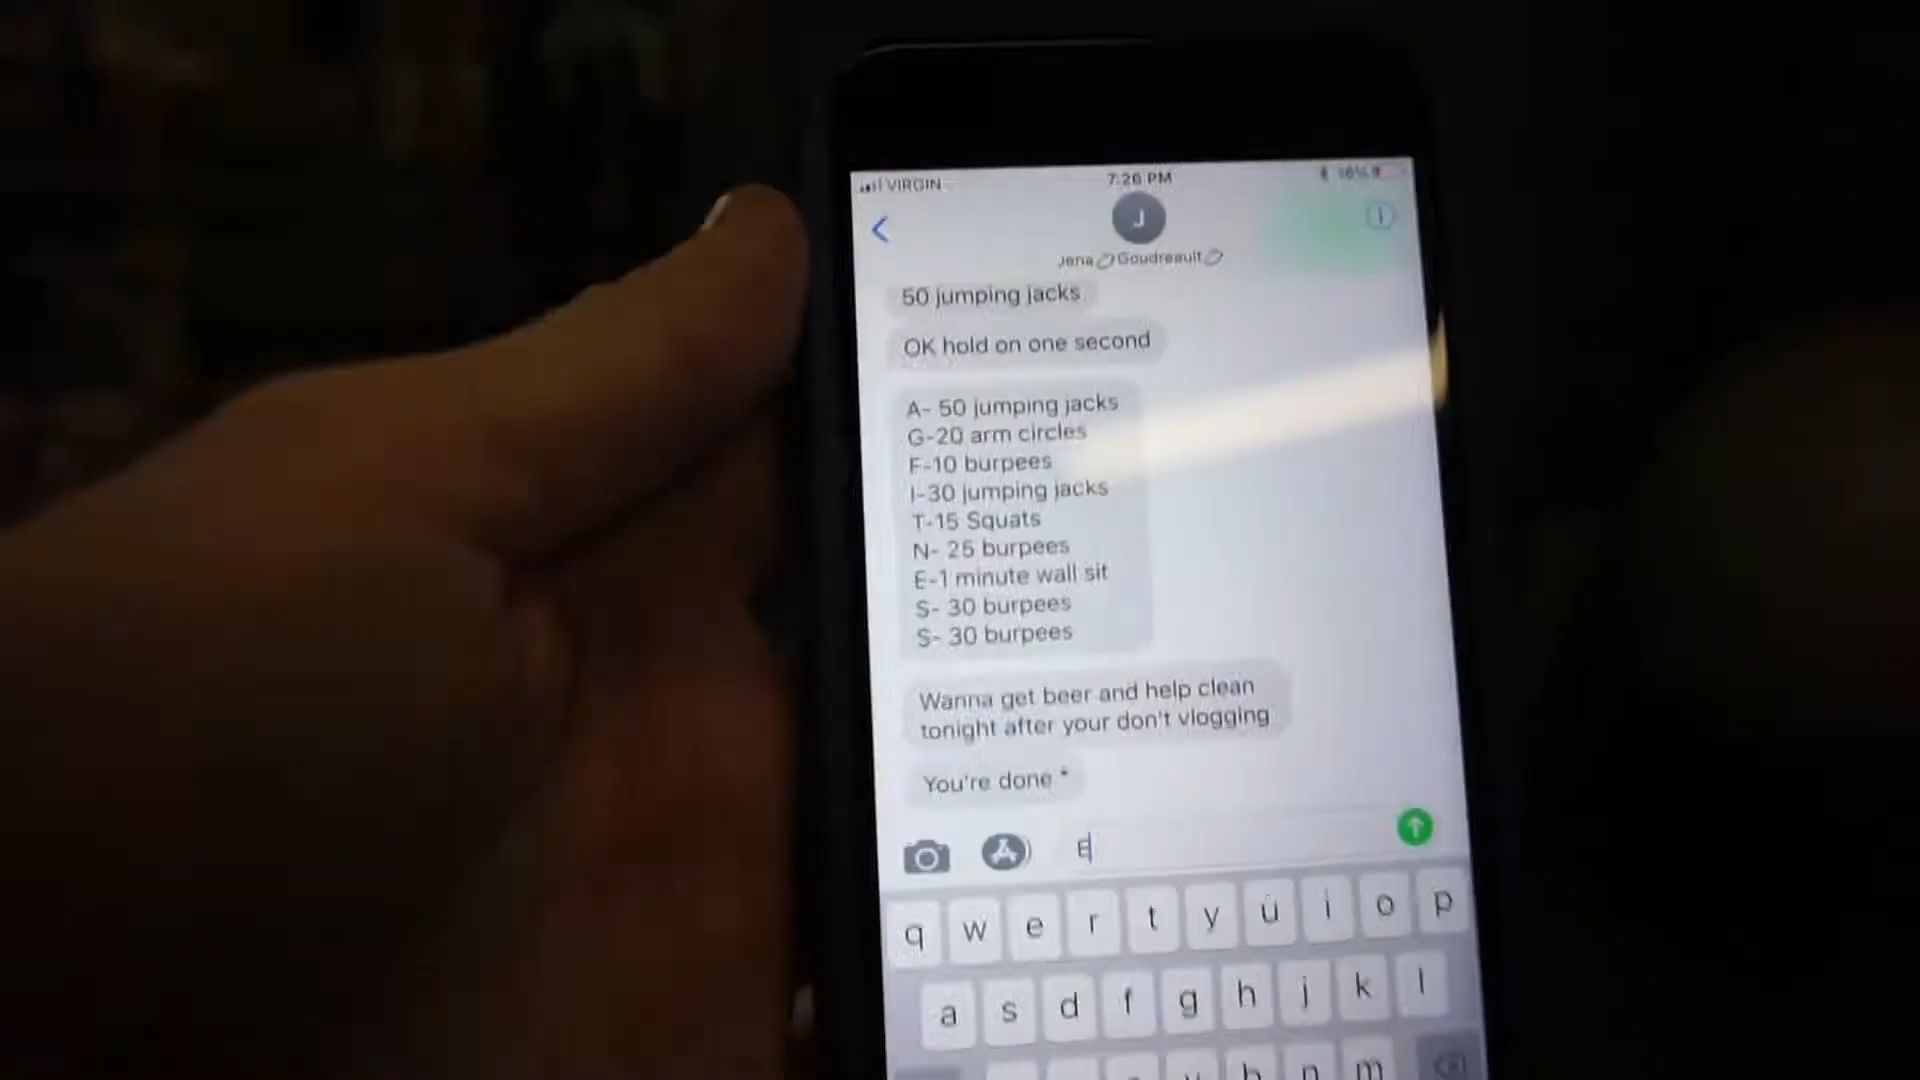 VIRGIN
7:26 PM
16%
J
Jena Goudreault
50 jumping jacks
OK hold on one second
A- 50 jumping jacks
G-20 arm circles
F-10 burpees
I-30 jumping jacks
T-15 Squats
N- 25 burpees
E-1 minute wall sit
S- 30 burpees
S- 30 burpees
Wanna get beer and help clean
tonight after your don't vlogging
You're done *
E
q w e r t y u i o p
a s d f g h j k l
v b n m